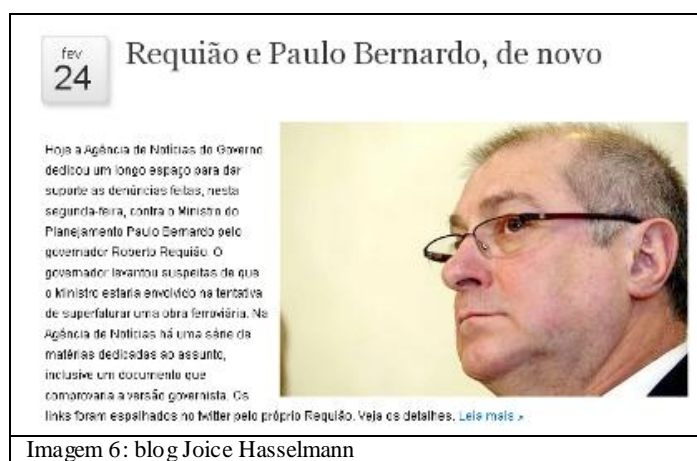 fev
24
Requião e Paulo Bernardo, de novo
Hoje a Agência de Notícias do Governo
dedicou um longo espaço para dar
suporte as denúncias feitas, nesta
segunda-feira, contra o Ministro do
Planejamento Paulo Bernardo pelo
governador Roberto Requião. O
governador levantou suspeitas de que
o Ministro estaria envolvido na tentativa
de superfaturar uma obra ferroviária. Na
Agência de Notícias há uma série de
matérias dedicadas ao assunto,
inclusive um documento que
comprovaria a versão governista. Os
links foram espalhados no twitter pelo próprio Requião. Veja os detalhes. Leia mais »
Imagem 6: blog Joice Hasselmann